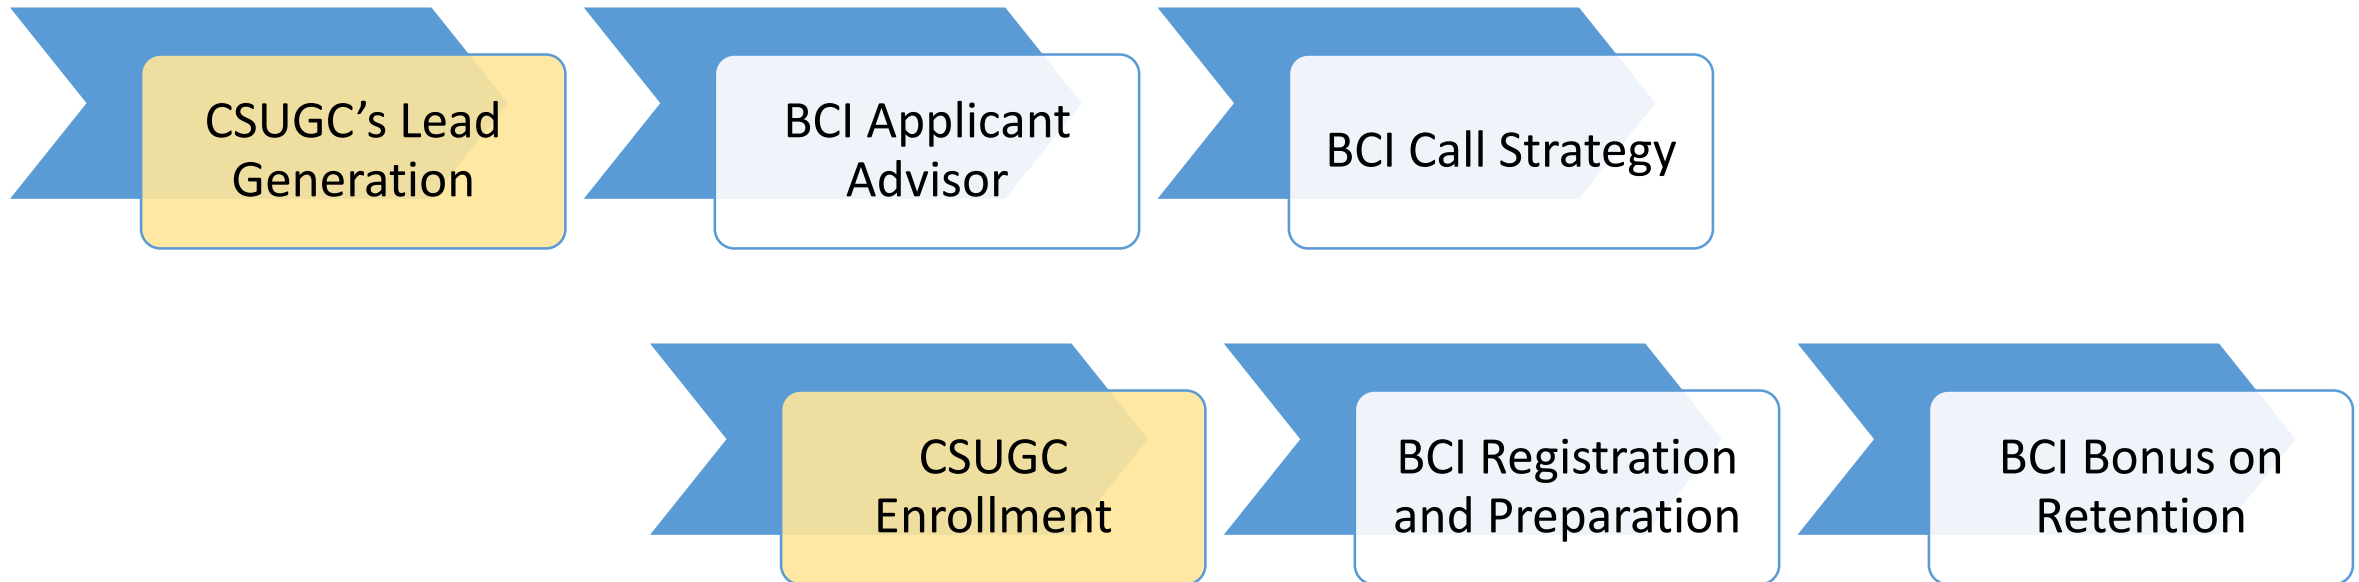 CSUGC’s Lead
Generation
BCI Applicant
Advisor
BCI Call Strategy
CSUGC
Enrollment
BCI Registration
and Preparation
BCI Bonus on
Retention